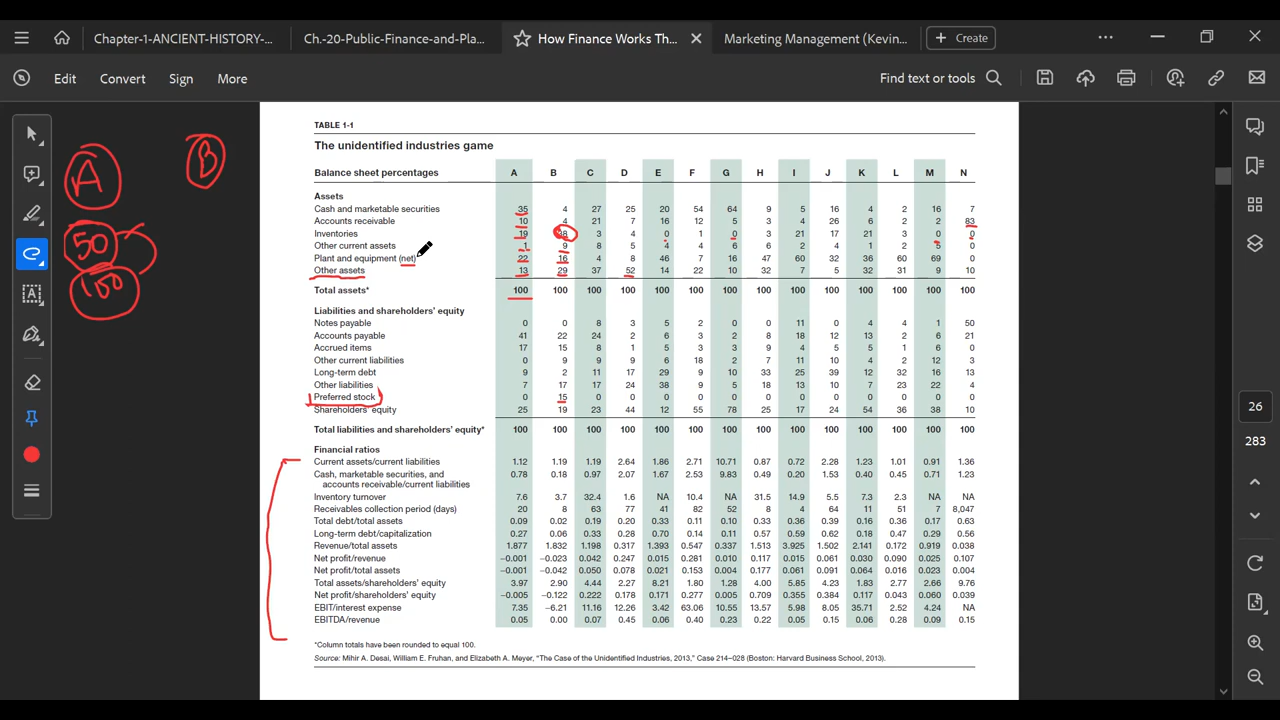 Chapter-1-ANCIENT-HISTORY-... Ch.-20-Public-Finance-and-Pla... How Finance Works Th... Marketing Management (Kevin... Create
Edit Convert Sign More Find text or tools
A B
50
100
TABLE 1-1
The unidentified industries game
Balance sheet percentages A B C D E F G H I J K L M N
Assets
Cash and marketable securities 35 4 27 25 20 54 64 9 5 16 4 2 16 7
Accounts receivable 10 4 21 7 16 12 5 3 4 26 6 2 2 83
Inventories 19 38 3 4 0 1 0 3 21 17 21 3 0 0
Other current assets 1 9 8 5 4 4 6 6 2 4 1 2 5 0
Plant and equipment (net) 22 16 4 8 46 7 16 47 60 32 36 60 69 0
Other assets 13 29 37 52 14 22 10 32 7 5 32 31 9 10
Total assets* 100 100 100 100 100 100 100 100 100 100 100 100 100 100
Liabilities and shareholders' equity
Notes payable 0 0 8 3 5 2 0 0 11 0 4 4 1 50
Accounts payable 41 22 24 2 6 3 2 8 18 12 13 2 6 21
Accrued items 17 15 8 1 5 3 3 9 4 5 5 1 6 0
Other current liabilities 0 9 9 9 6 18 2 7 11 10 4 2 12 3
Long-term debt 9 2 11 17 29 9 10 33 25 39 12 32 16 13
Other liabilities 7 17 17 24 38 9 5 18 13 10 7 23 22 4
Preferred stock 0 15 0 0 0 0 0 0 0 0 0 0 0 0
Shareholders' equity 25 19 23 44 12 55 78 25 17 24 54 36 38 10
Total liabilities and shareholders' equity* 100 100 100 100 100 100 100 100 100 100 100 100 100 100
Financial ratios
Current assets/current liabilities 1.12 1.19 1.19 2.64 1.86 2.71 10.71 0.87 0.72 2.28 1.23 1.01 0.91 1.36
Cash, marketable securities, and
accounts receivable/current liabilities 0.78 0.18 0.97 2.07 1.67 2.53 9.83 0.49 0.20 1.53 0.40 0.45 0.71 1.23
Inventory turnover 7.6 3.7 32.4 1.6 NA 10.4 NA 31.5 14.9 5.5 7.3 2.3 NA NA
Receivables collection period (days) 20 8 63 77 41 82 52 8 4 64 11 51 7 8,047
Total debt/total assets 0.09 0.02 0.19 0.20 0.33 0.11 0.10 0.33 0.36 0.39 0.16 0.36 0.17 0.63
Long-term debt/capitalization 0.27 0.06 0.33 0.28 0.70 0.14 0.11 0.57 0.59 0.62 0.18 0.47 0.29 0.56
Revenue/total assets 1.877 1.832 1.198 0.317 1.393 0.547 0.337 1.513 3.925 1.502 2.141 0.172 0.919 0.038
Net profit/revenue −0.001 −0.023 0.042 0.247 0.015 0.281 0.010 0.117 0.015 0.061 0.030 0.090 0.025 0.107
Net profit/total assets −0.001 −0.042 0.050 0.078 0.021 0.153 0.004 0.177 0.061 0.091 0.064 0.016 0.023 0.004
Total assets/shareholders' equity 3.97 2.90 4.44 2.27 8.21 1.80 1.28 4.00 5.85 4.23 1.83 2.77 2.66 9.76
Net profit/shareholders' equity −0.005 −0.122 0.222 0.178 0.171 0.277 0.005 0.709 0.355 0.384 0.117 0.043 0.060 0.039
EBIT/interest expense 7.35 −6.21 11.16 12.26 3.42 63.06 10.55 13.57 5.98 8.05 35.71 2.52 4.24 NA
EBITDA/revenue 0.05 0.00 0.07 0.45 0.06 0.40 0.23 0.22 0.05 0.15 0.06 0.28 0.09 0.15
*Column totals have been rounded to equal 100.
Source: Mihir A. Desai, William E. Fruhan, and Elizabeth A. Meyer, “The Case of the Unidentified Industries, 2013,” Case 214–028 (Boston: Harvard Business School, 2013).
26
283